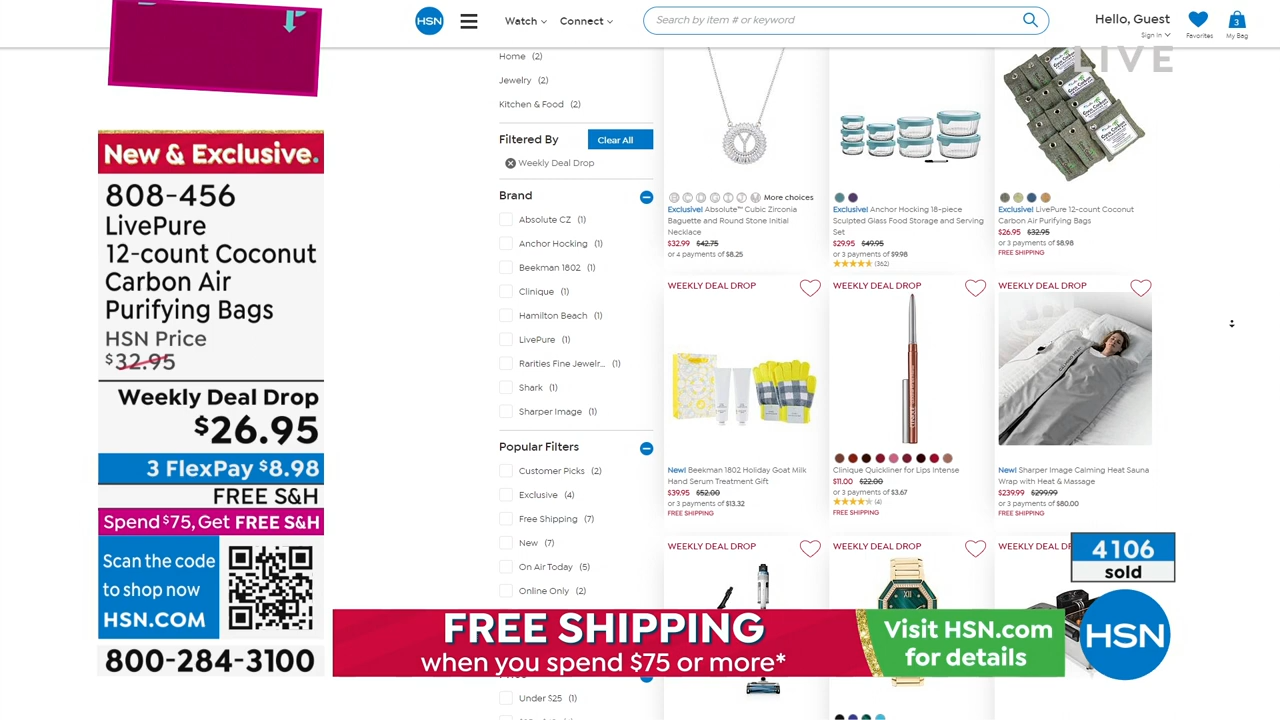 HSN
Watch
Connect
Search by item # or keyword
Hello, Guest
Sign in
Favorites
3
My Bag
LIVE
New & Exclusive.
808-456
LivePure
12-count Coconut
Carbon Air
Purifying Bags
HSN Price
$32.95
Weekly Deal Drop
$26.95
3 FlexPay $8.98
FREE S&H
Spend $75, Get FREE S&H
Scan the code
to shop now
HSN.COM
800-284-3100
Home (2)
Jewelry (2)
Kitchen & Food (2)
Filtered By
Clear All
Weekly Deal Drop
Brand
Absolute CZ (1)
Anchor Hocking (1)
Beekman 1802 (1)
Clinique (1)
Hamilton Beach (1)
LivePure (1)
Rarities Fine Jewelr... (1)
Shark (1)
Sharper Image (1)
Popular Filters
Customer Picks (2)
Exclusive (4)
Free Shipping (7)
New (7)
On Air Today (5)
Online Only (2)
Under $25 (1)
More choices
Exclusive! Absolute™ Cubic Zirconia
Baguette and Round Stone Initial
Necklace
$32.99 $42.75
or 4 payments of $8.25
Exclusive! Anchor Hocking 18-piece
Sculpted Glass Food Storage and Serving
Set
$29.95 $49.95
or 3 payments of $9.98
(362)
Exclusive! LivePure 12-count Coconut
Carbon Air Purifying Bags
$26.95 $32.95
or 3 payments of $8.98
FREE SHIPPING
WEEKLY DEAL DROP
New! Beekman 1802 Holiday Goat Milk
Hand Serum Treatment Gift
$39.95 $52.00
or 3 payments of $13.32
FREE SHIPPING
WEEKLY DEAL DROP
Clinique Quickliner for Lips Intense
$11.00 $22.00
or 3 payments of $3.67
(4)
FREE SHIPPING
WEEKLY DEAL DROP
New! Sharper Image Calming Heat Sauna
Wrap with Heat & Massage
$239.99 $299.99
or 3 payments of $80.00
FREE SHIPPING
WEEKLY DEAL DROP
WEEKLY DEAL DROP
WEEKLY
4106
sold
FREE SHIPPING
when you spend $75 or more*
Visit HSN.com
for details
HSN